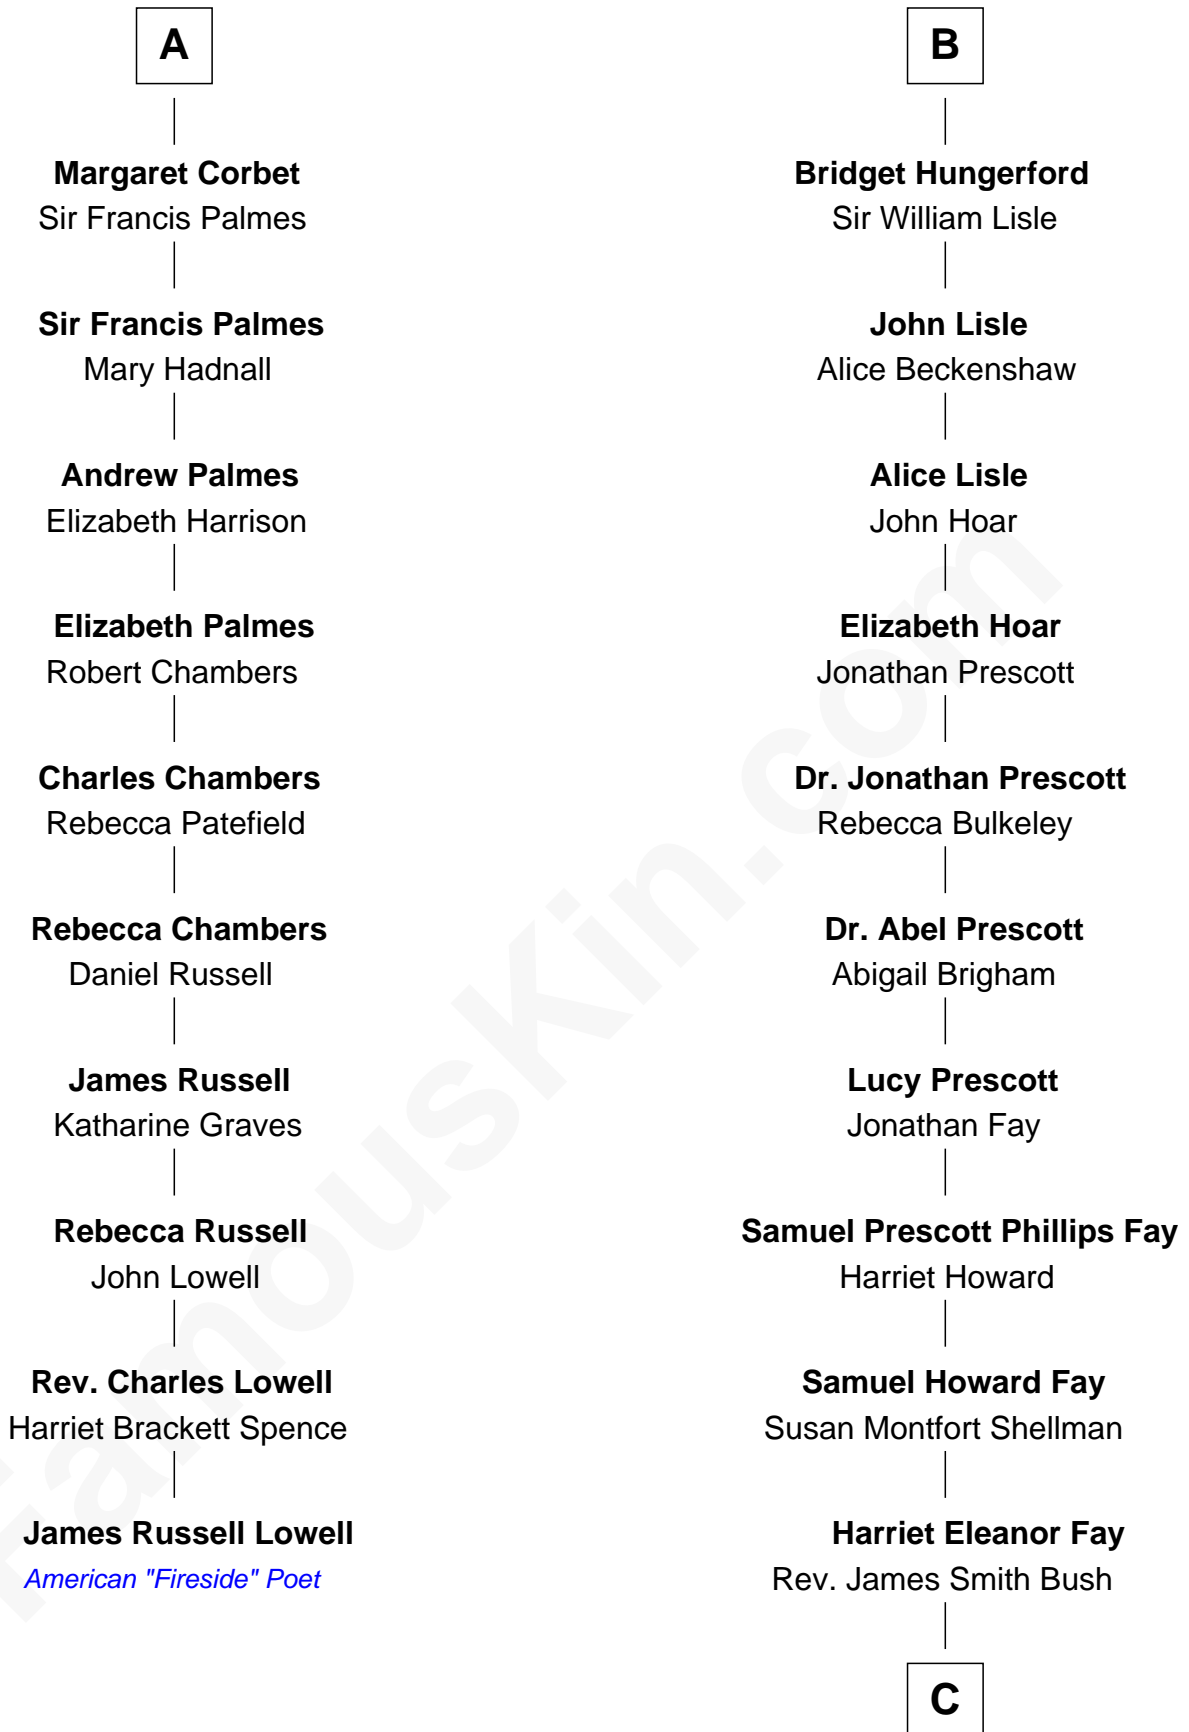 A
Margaret Corbet
Sir Francis Palmes
Sir Francis Palmes
Mary Hadnall
Andrew Palmes
Elizabeth Harrison
Elizabeth Palmes
Robert Chambers
Charles Chambers
Rebecca Patefield
Rebecca Chambers
Daniel Russell
James Russell
Katharine Graves
Rebecca Russell
John Lowell
Rev. Charles Lowell
Harriet Brackett Spence
James Russell Lowell
American "Fireside" Poet
B
Bridget Hungerford
Sir William Lisle
John Lisle
Alice Beckenshaw
Alice Lisle
John Hoar
Elizabeth Hoar
Jonathan Prescott
Dr. Jonathan Prescott
Rebecca Bulkeley
Dr. Abel Prescott
Abigail Brigham
Lucy Prescott
Jonathan Fay
Samuel Prescott Phillips Fay
Harriet Howard
Samuel Howard Fay
Susan Montfort Shellman
Harriet Eleanor Fay
Rev. James Smith Bush
C
FamousKin.com